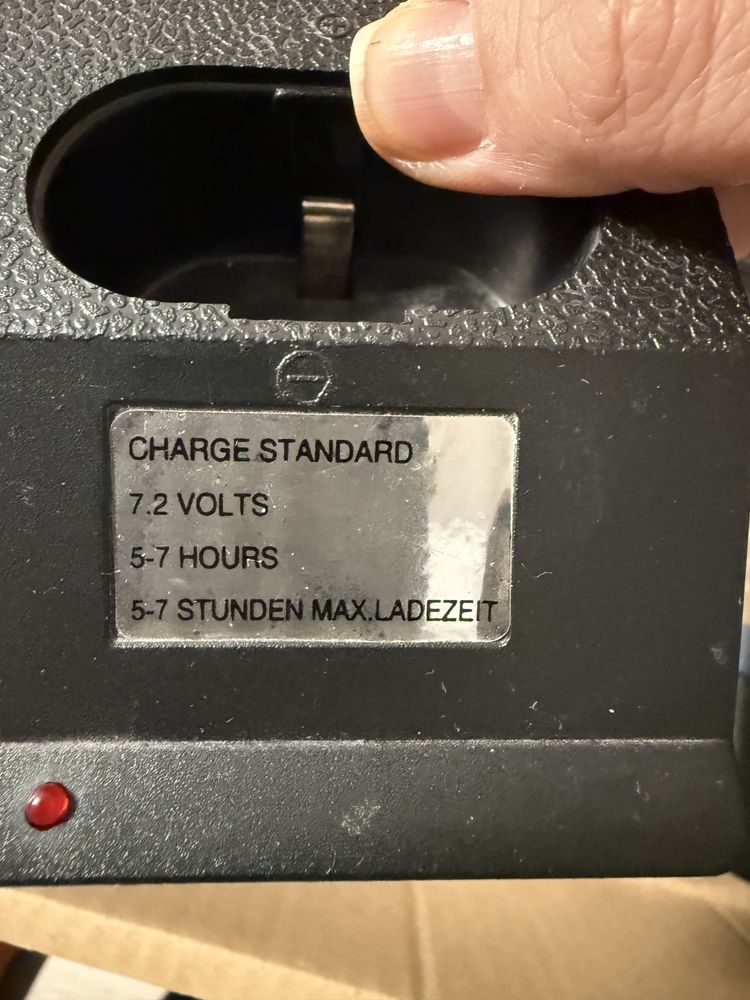 CHARGE STANDARD
7.2 VOLTS
5-7 HOURS
5-7 STUNDEN MAX.LADEZEIT